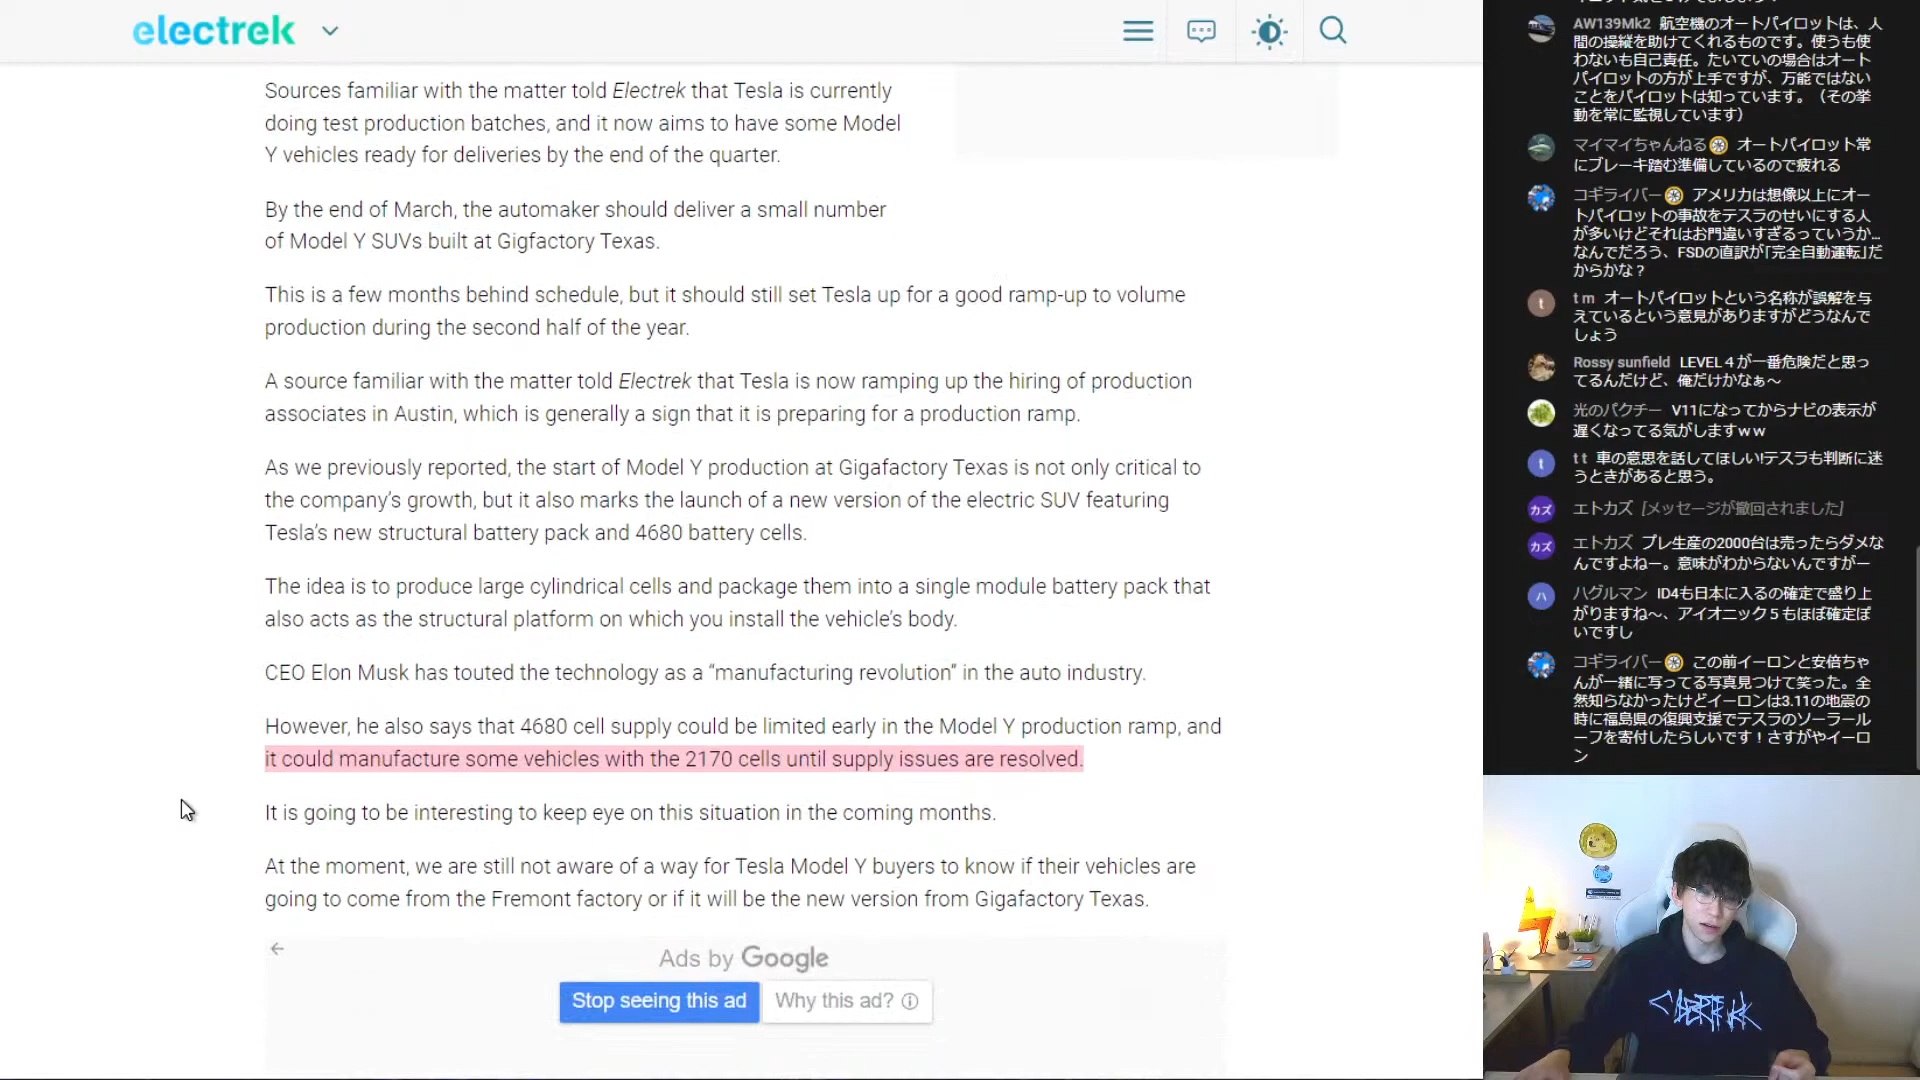 electrek
Sources familiar with the matter told Electrek that Tesla is currently
doing test production batches, and it now aims to have some Model
Y vehicles ready for deliveries by the end of the quarter.
By the end of March, the automaker should deliver a small number
of Model Y SUVs built at Gigfactory Texas.
This is a few months behind schedule, but it should still set Tesla up for a good ramp-up to volume
production during the second half of the year.
A source familiar with the matter told Electrek that Tesla is now ramping up the hiring of production
associates in Austin, which is generally a sign that it is preparing for a production ramp.
As we previously reported, the start of Model Y production at Gigafactory Texas is not only critical to
the company’s growth, but it also marks the launch of a new version of the electric SUV featuring
Tesla’s new structural battery pack and 4680 battery cells.
The idea is to produce large cylindrical cells and package them into a single module battery pack that
also acts as the structural platform on which you install the vehicle’s body.
CEO Elon Musk has touted the technology as a “manufacturing revolution” in the auto industry.
However, he also says that 4680 cell supply could be limited early in the Model Y production ramp, and
it could manufacture some vehicles with the 2170 cells until supply issues are resolved.
It is going to be interesting to keep eye on this situation in the coming months.
At the moment, we are still not aware of a way for Tesla Model Y buyers to know if their vehicles are
going to come from the Fremont factory or if it will be the new version from Gigafactory Texas.
Ads by Google
Stop seeing this ad
Why this ad?
AW139Mk2 航空機のオートパイロットは、人
間の操縦を助けてくれるものです。使うも使
わないも自己責任。たいていの場合はオート
パイロットの方が上手ですが、万能ではない
ことをパイロットは知っています。（その挙
動を常に監視しています）
マイマイちゃんねる オートパイロット常
にブレーキ踏む準備しているので疲れる
コギライバー アメリカは想像以上にオー
トパイロットの事故をテスラのせいにする人
が多いけどそれはお門違いすぎるっていうか...
なんでだろう、FSDの直訳が｢完全自動運転｣だ
からかな？
t
t m オートパイロットという名称が誤解を与
えているという意見がありますがどうなんで
しょう
Rossy sunfield LEVEL４が一番危険だと思っ
てるんだけど、俺だけかなぁ〜
光のパクチー V11になってからナビの表示が
遅くなってる気がしますｗｗ
t
t t 車の意思を話してほしい!テスラも判断に迷
うときがあると思う。
カズ
エトカズ [メッセージが撤回されました]
カズ
エトカズ プレ生産の2000台は売ったらダメな
んですよねー。意味がわからないんですがー
ハ
ハグルマン ID4も日本に入るの確定で盛り上
がりますね〜、アイオニック５もほぼ確定ぽ
いですし
コギライバー この前イーロンと安倍ちゃ
んが一緒に写ってる写真見つけて笑った。全
然知らなかったけどイーロンは3.11の地震の
時に福島県の復興支援でテスラのソーラールー
フを寄付したらしいです！さすがやイーロ
ン